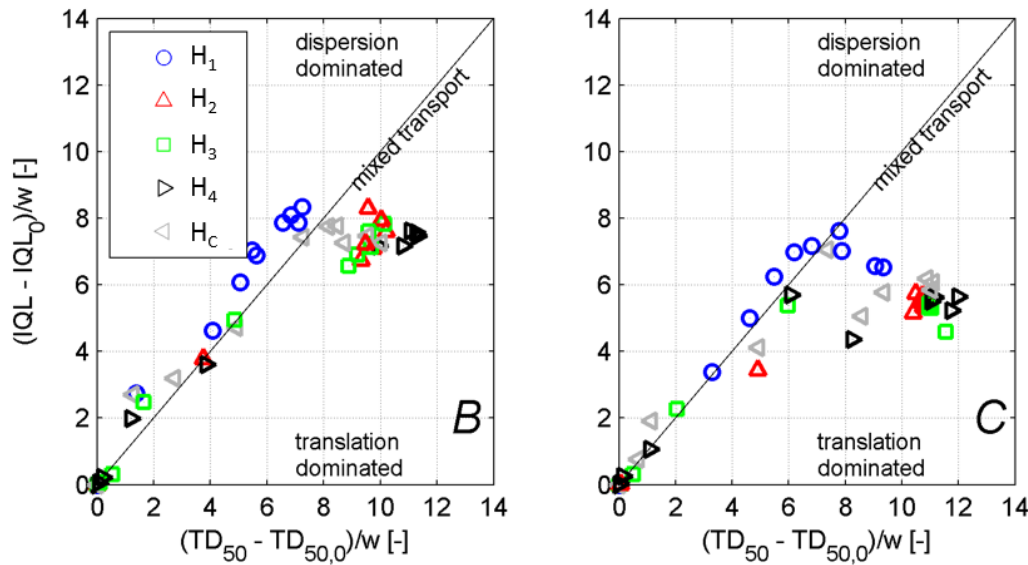 14
12
10
8
6
4
2
0
0 2 4 6 8 10 12 14
(IQL - IQL₀)/w [-]
(TD₅₀ - TD₅₀,₀)/w [-]
H₁
H₂
H₃
H₄
H_C
dispersion
dominated
mixed transport
translation
dominated
B
14
12
10
8
6
4
2
0
0 2 4 6 8 10 12 14
(TD₅₀ - TD₅₀,₀)/w [-]
dispersion
dominated
mixed transport
translation
dominated
C